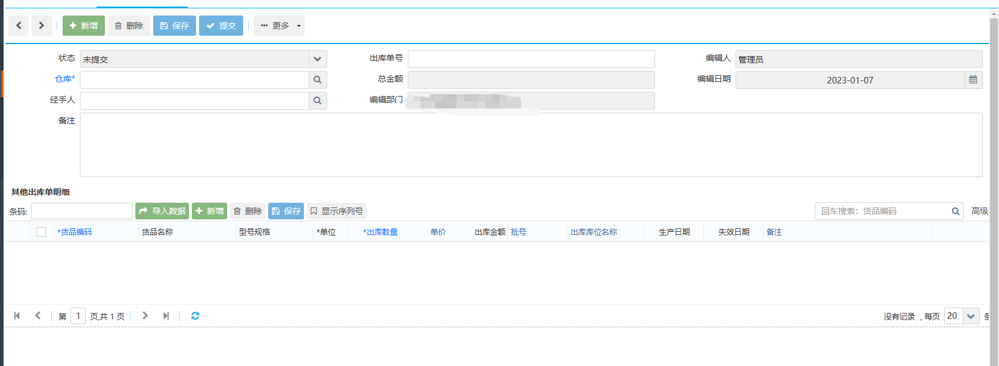 新增 删除 保存 提交 更多
状态 未提交 出库单号 编辑人 管理员
仓库* 总金额 编辑日期 2023-01-07
经手人 编辑部门
备注
其他出库单明细
条码: 导入数据 新增 删除 保存 显示序列号 回车搜索：货品编码 高级
*货品编码 货品名称 型号规格 *单位 *出库数量 单价 出库金额 批号 出库库位名称 生产日期 失效日期 备注
第 1 页,共 1 页 没有记录 , 每页 20